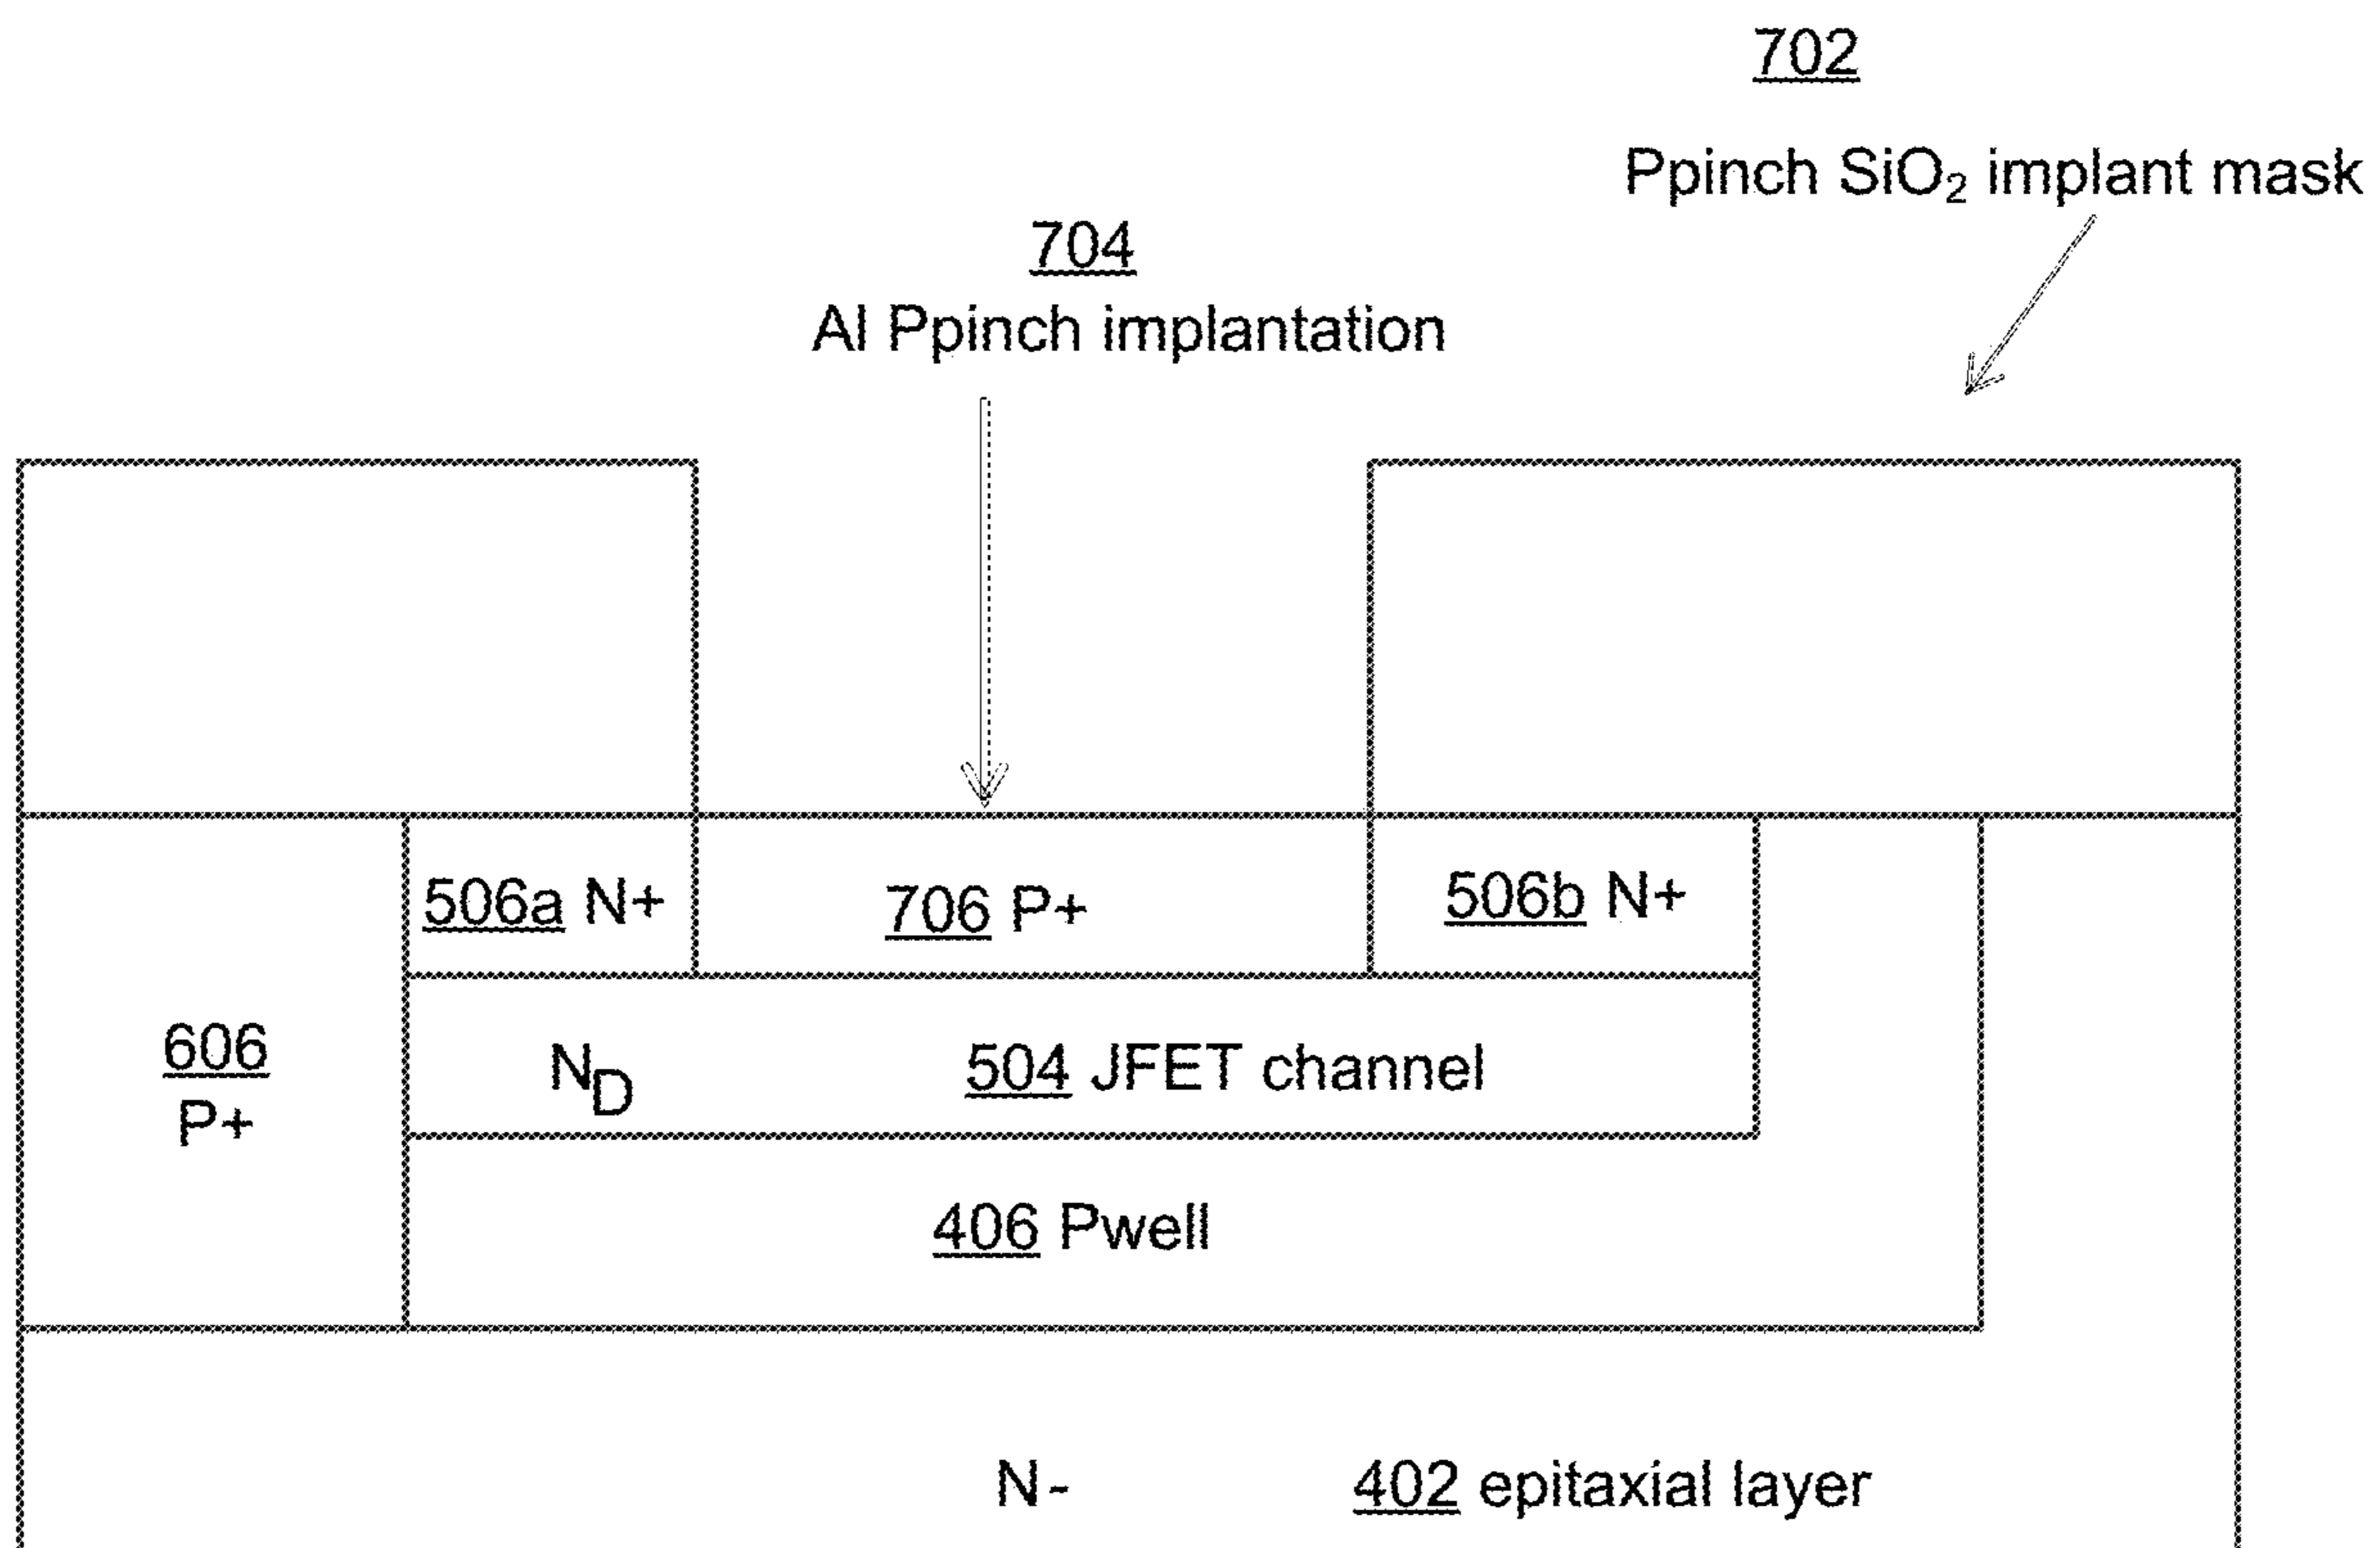 702
Ppinch SiO₂ implant mask
704
Al Ppinch implantation
506a N+
706 P+
506b N+
606
P+
N_D
504 JFET channel
406 Pwell
N-
402 epitaxial layer